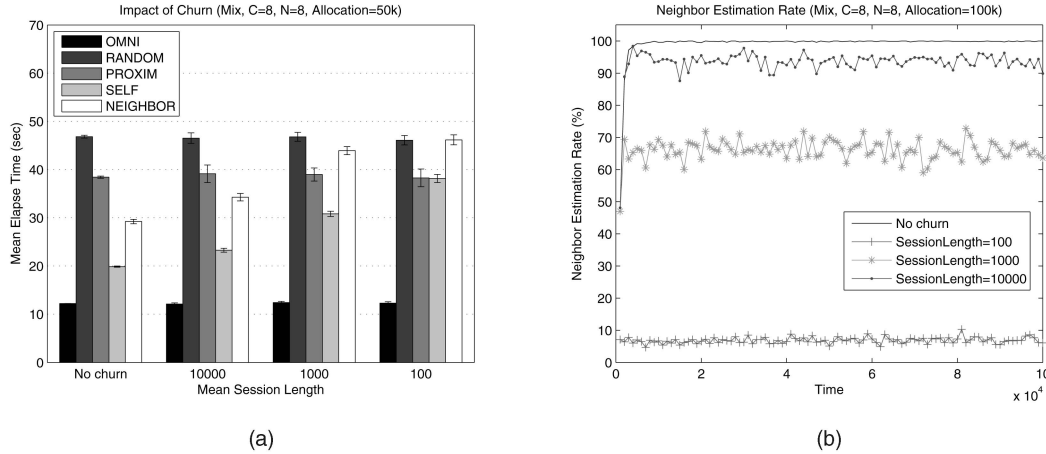 Impact of Churn (Mix, C=8, N=8, Allocation=50k)
70
60
50
40
30
20
10
0
Mean Elapse Time (sec)
OMNI
RANDOM
PROXIM
SELF
NEIGHBOR
No churn
10000
1000
100
Mean Session Length
(a)
Neighbor Estimation Rate (Mix, C=8, N=8, Allocation=100k)
100
90
80
70
60
50
40
30
20
10
0
Neighbor Estimation Rate (%)
No churn
SessionLength=100
SessionLength=1000
SessionLength=10000
0
2
4
6
8
10
Time
x 10⁴
(b)